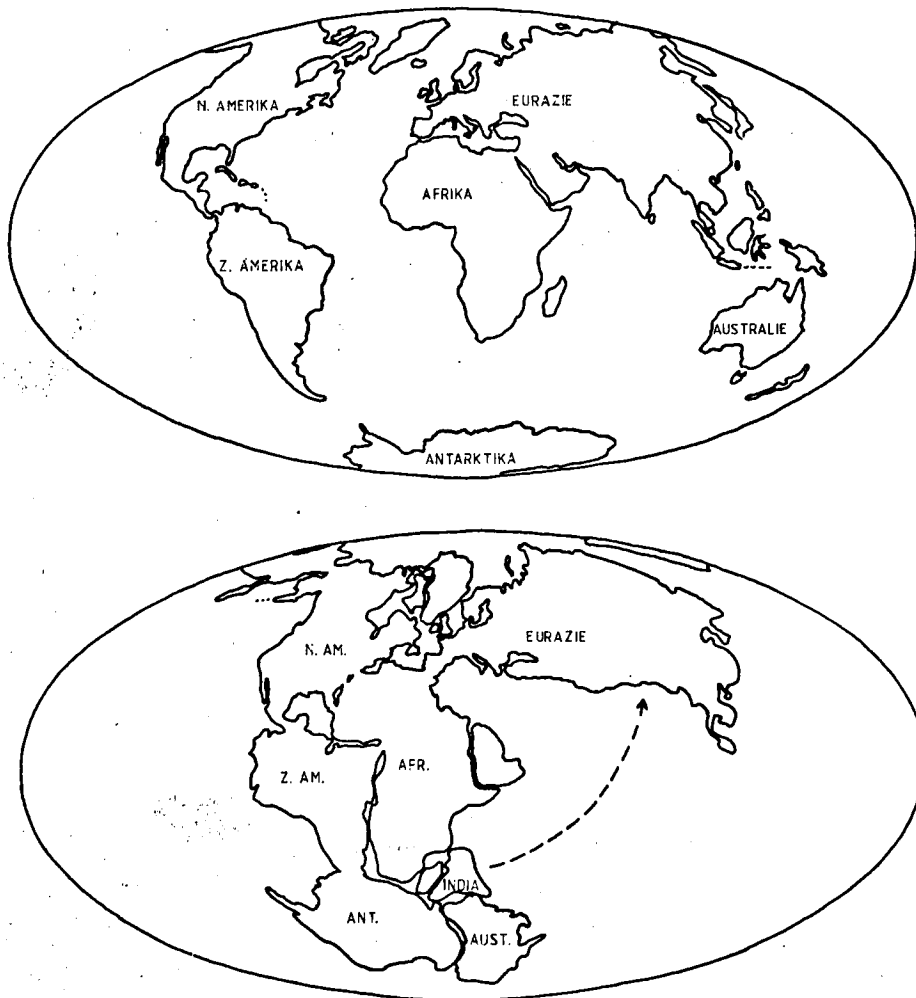 N. AMERIKA
EURAZIE
AFRIKA
Z. AMERIKA
AUSTRALIE
ANTARKTIKA
EURAZIE
N. AM.
Z. AM.
AFR.
INDIA
ANT.
AUST.